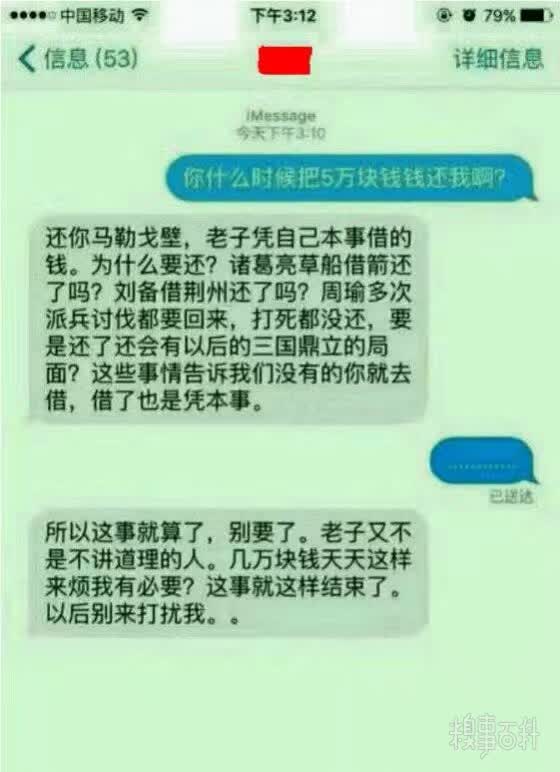 中国移动 下午3:12 79%
信息(53) 详细信息
iMessage
今天下午3:10
你什么时候把5万块钱钱还我啊？
还你马勒戈壁，老子凭自己本事借的
钱。为什么要还？诸葛亮草船借箭还
了吗？刘备借荆州还了吗？周瑜多次
派兵讨伐都要回来，打死都没还，要
是还了还会有以后的三国鼎立的局
面？这些事情告诉我们没有的你就去
借，借了也是凭本事。
…………
已送达
所以这事就算了，别要了。老子又不
是不讲道理的人。几万块钱天天这样
来烦我有必要？这事就这样结束了。
以后别来打扰我。。
糗事百科